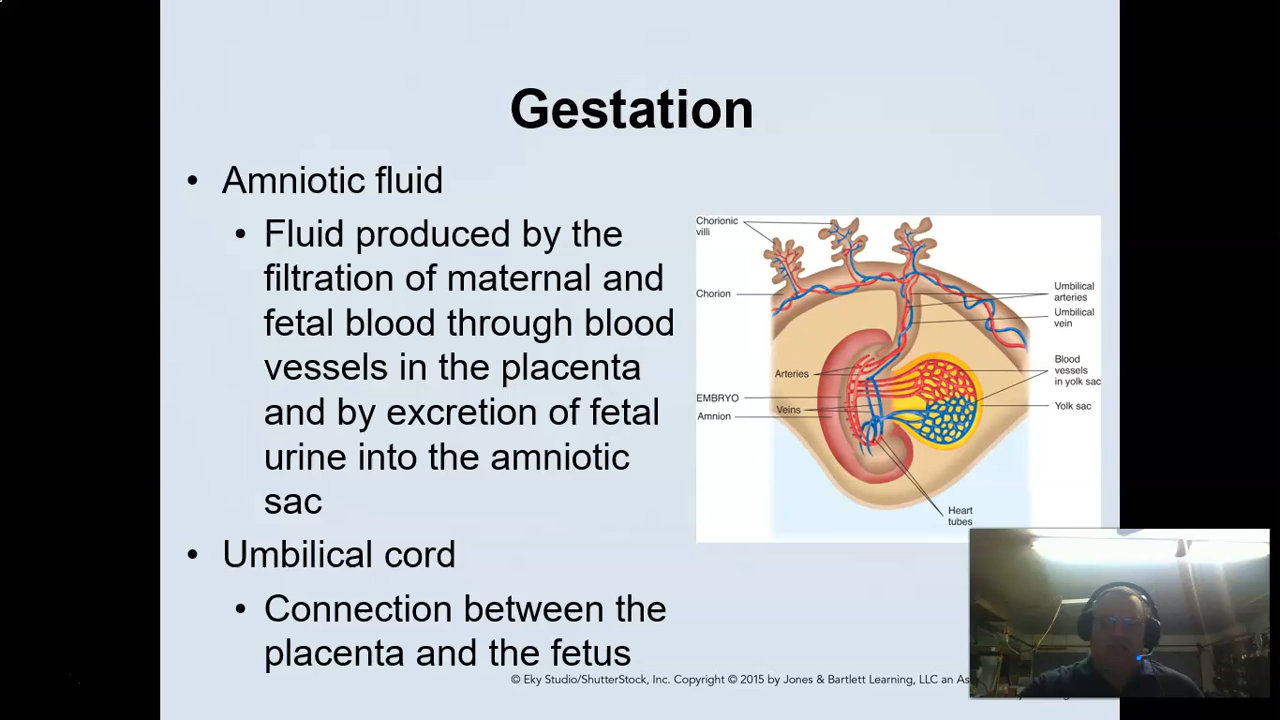 Gestation
• Amniotic fluid
• Fluid produced by the
filtration of maternal and
fetal blood through blood
vessels in the placenta
and by excretion of fetal
urine into the amniotic
sac
• Umbilical cord
• Connection between the
placenta and the fetus
Chorionic
villi
Chorion
Umbilical
arteries
Umbilical
vein
Arteries
Blood
vessels
in yolk sac
EMBRYO
Amnion
Veins
Yolk sac
Heart
tubes
© Eky Studio/ShutterStock, Inc. Copyright © 2015 by Jones & Bartlett Learning, LLC an